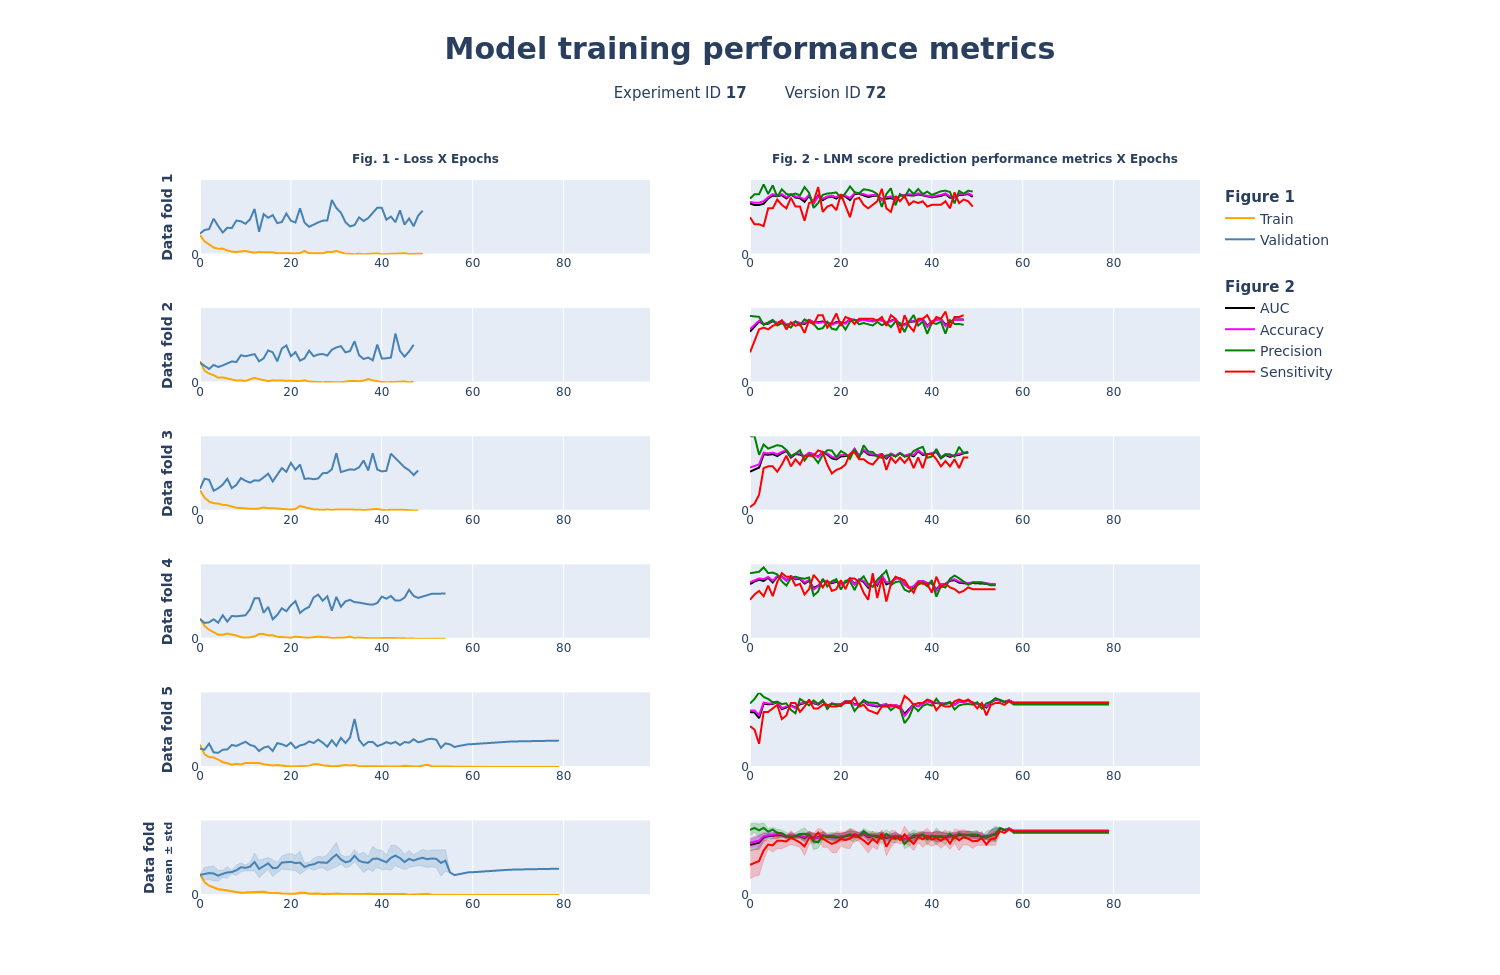 Model training performance metrics
Experiment ID 17 Version ID 72
Fig. 1 - Loss X Epochs
Fig. 2 - LNM score prediction performance metrics X Epochs
Data fold 1
0
0 20 40 60 80
0
0 20 40 60 80
Figure 1
Train
Validation
Figure 2
AUC
Accuracy
Precision
Sensitivity
Data fold 2
0
0 20 40 60 80
0
0 20 40 60 80
Data fold 3
0
0 20 40 60 80
0
0 20 40 60 80
Data fold 4
0
0 20 40 60 80
0
0 20 40 60 80
Data fold 5
0
0 20 40 60 80
0
0 20 40 60 80
Data fold
mean ± std
0
0 20 40 60 80
0
0 20 40 60 80